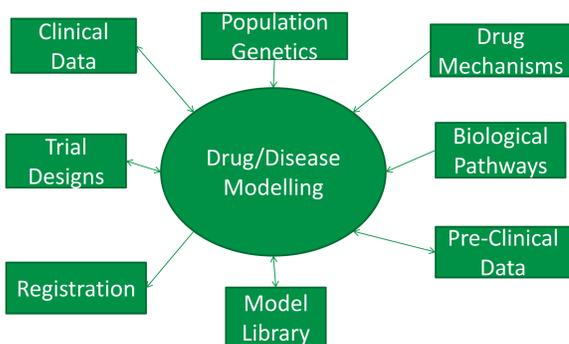 Clinical
Data
Population
Genetics
Drug
Mechanisms
Trial
Designs
Drug/Disease
Modelling
Biological
Pathways
Registration
Model
Library
Pre-Clinical
Data